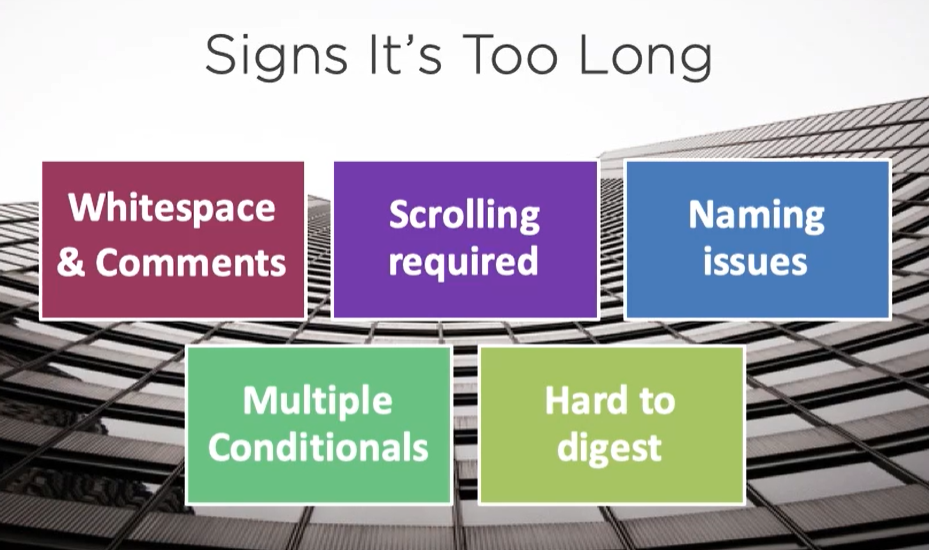 Signs It's Too Long
Whitespace
& Comments
Scrolling
required
Naming
issues
Multiple
Conditionals
Hard to
digest